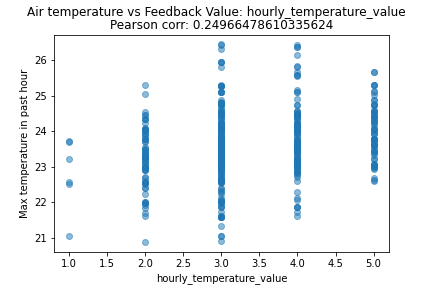 Air temperature vs Feedback Value: hourly_temperature_value
Pearson corr: 0.24966478610335624
Max temperature in past hour
26
25
24
23
22
21
1.0 1.5 2.0 2.5 3.0 3.5 4.0 4.5 5.0
hourly_temperature_value